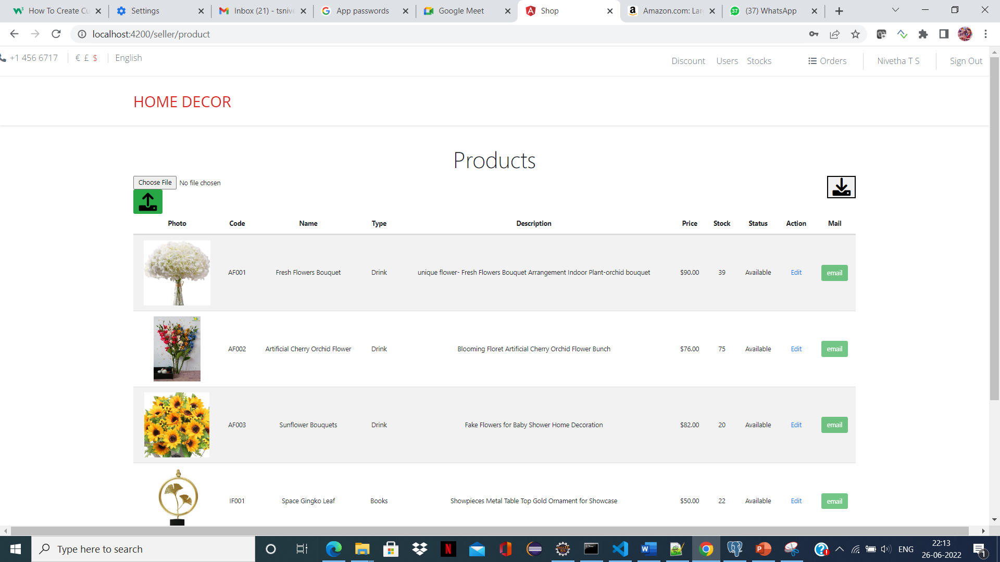 How To Create Cu
Settings
Inbox (21) - tsnive
App passwords
Google Meet
Shop
Amazon.com: Lar
(37) WhatsApp
localhost:4200/seller/product
+1 456 6717
€ £ $
English
Discount
Users
Stocks
Orders
Nivetha T S
Sign Out
HOME DECOR
Products
Choose File No file chosen
Photo Code Name Type Description Price Stock Status Action Mail
AF001 Fresh Flowers Bouquet Drink unique flower- Fresh Flowers Bouquet Arrangement Indoor Plant-orchid bouquet $90.00 39 Available Edit email
AF002 Artificial Cherry Orchid Flower Drink Blooming Floret Artificial Cherry Orchid Flower Bunch $76.00 75 Available Edit email
AF003 Sunflower Bouquets Drink Fake Flowers for Baby Shower Home Decoration $82.00 20 Available Edit email
IF001 Space Gingko Leaf Books Showpieces Metal Table Top Gold Ornament for Showcase $50.00 22 Available Edit email
Type here to search
ENG
22:13
26-06-2022
1